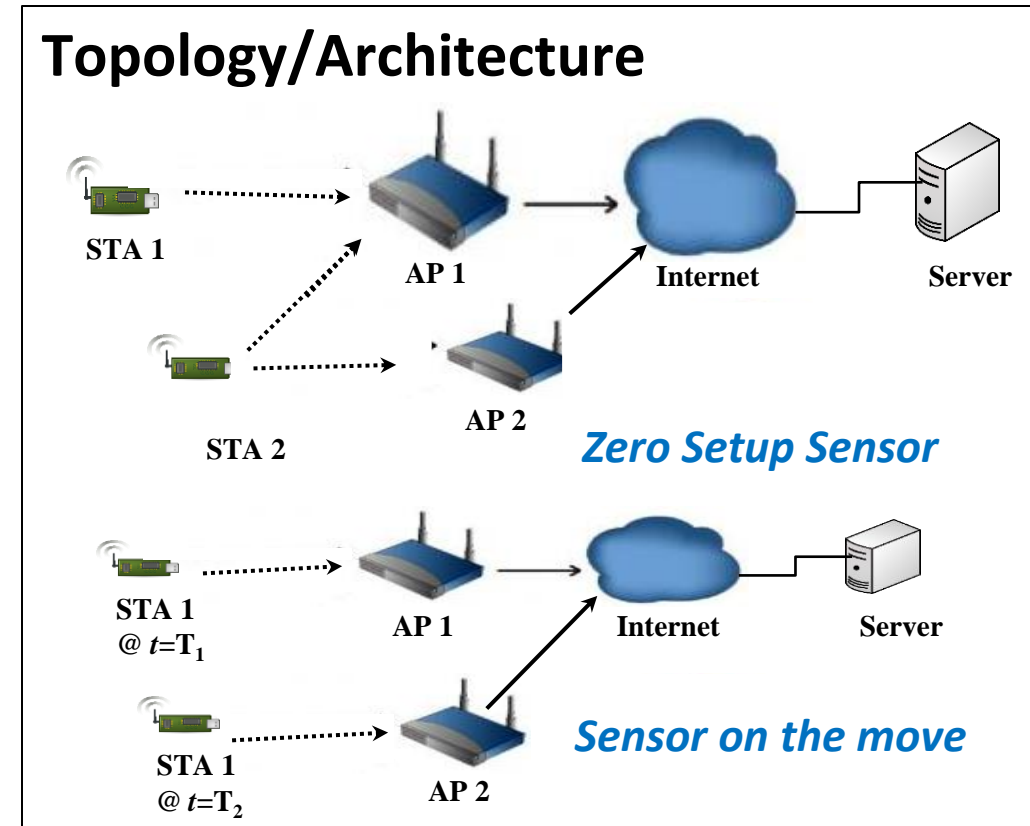 Topology/Architecture
STA 1
AP 1
Internet
Server
STA 2
AP 2
Zero Setup Sensor
STA 1
@ t=T₁
AP 1
Internet
Server
STA 1
@ t=T₂
AP 2
Sensor on the move